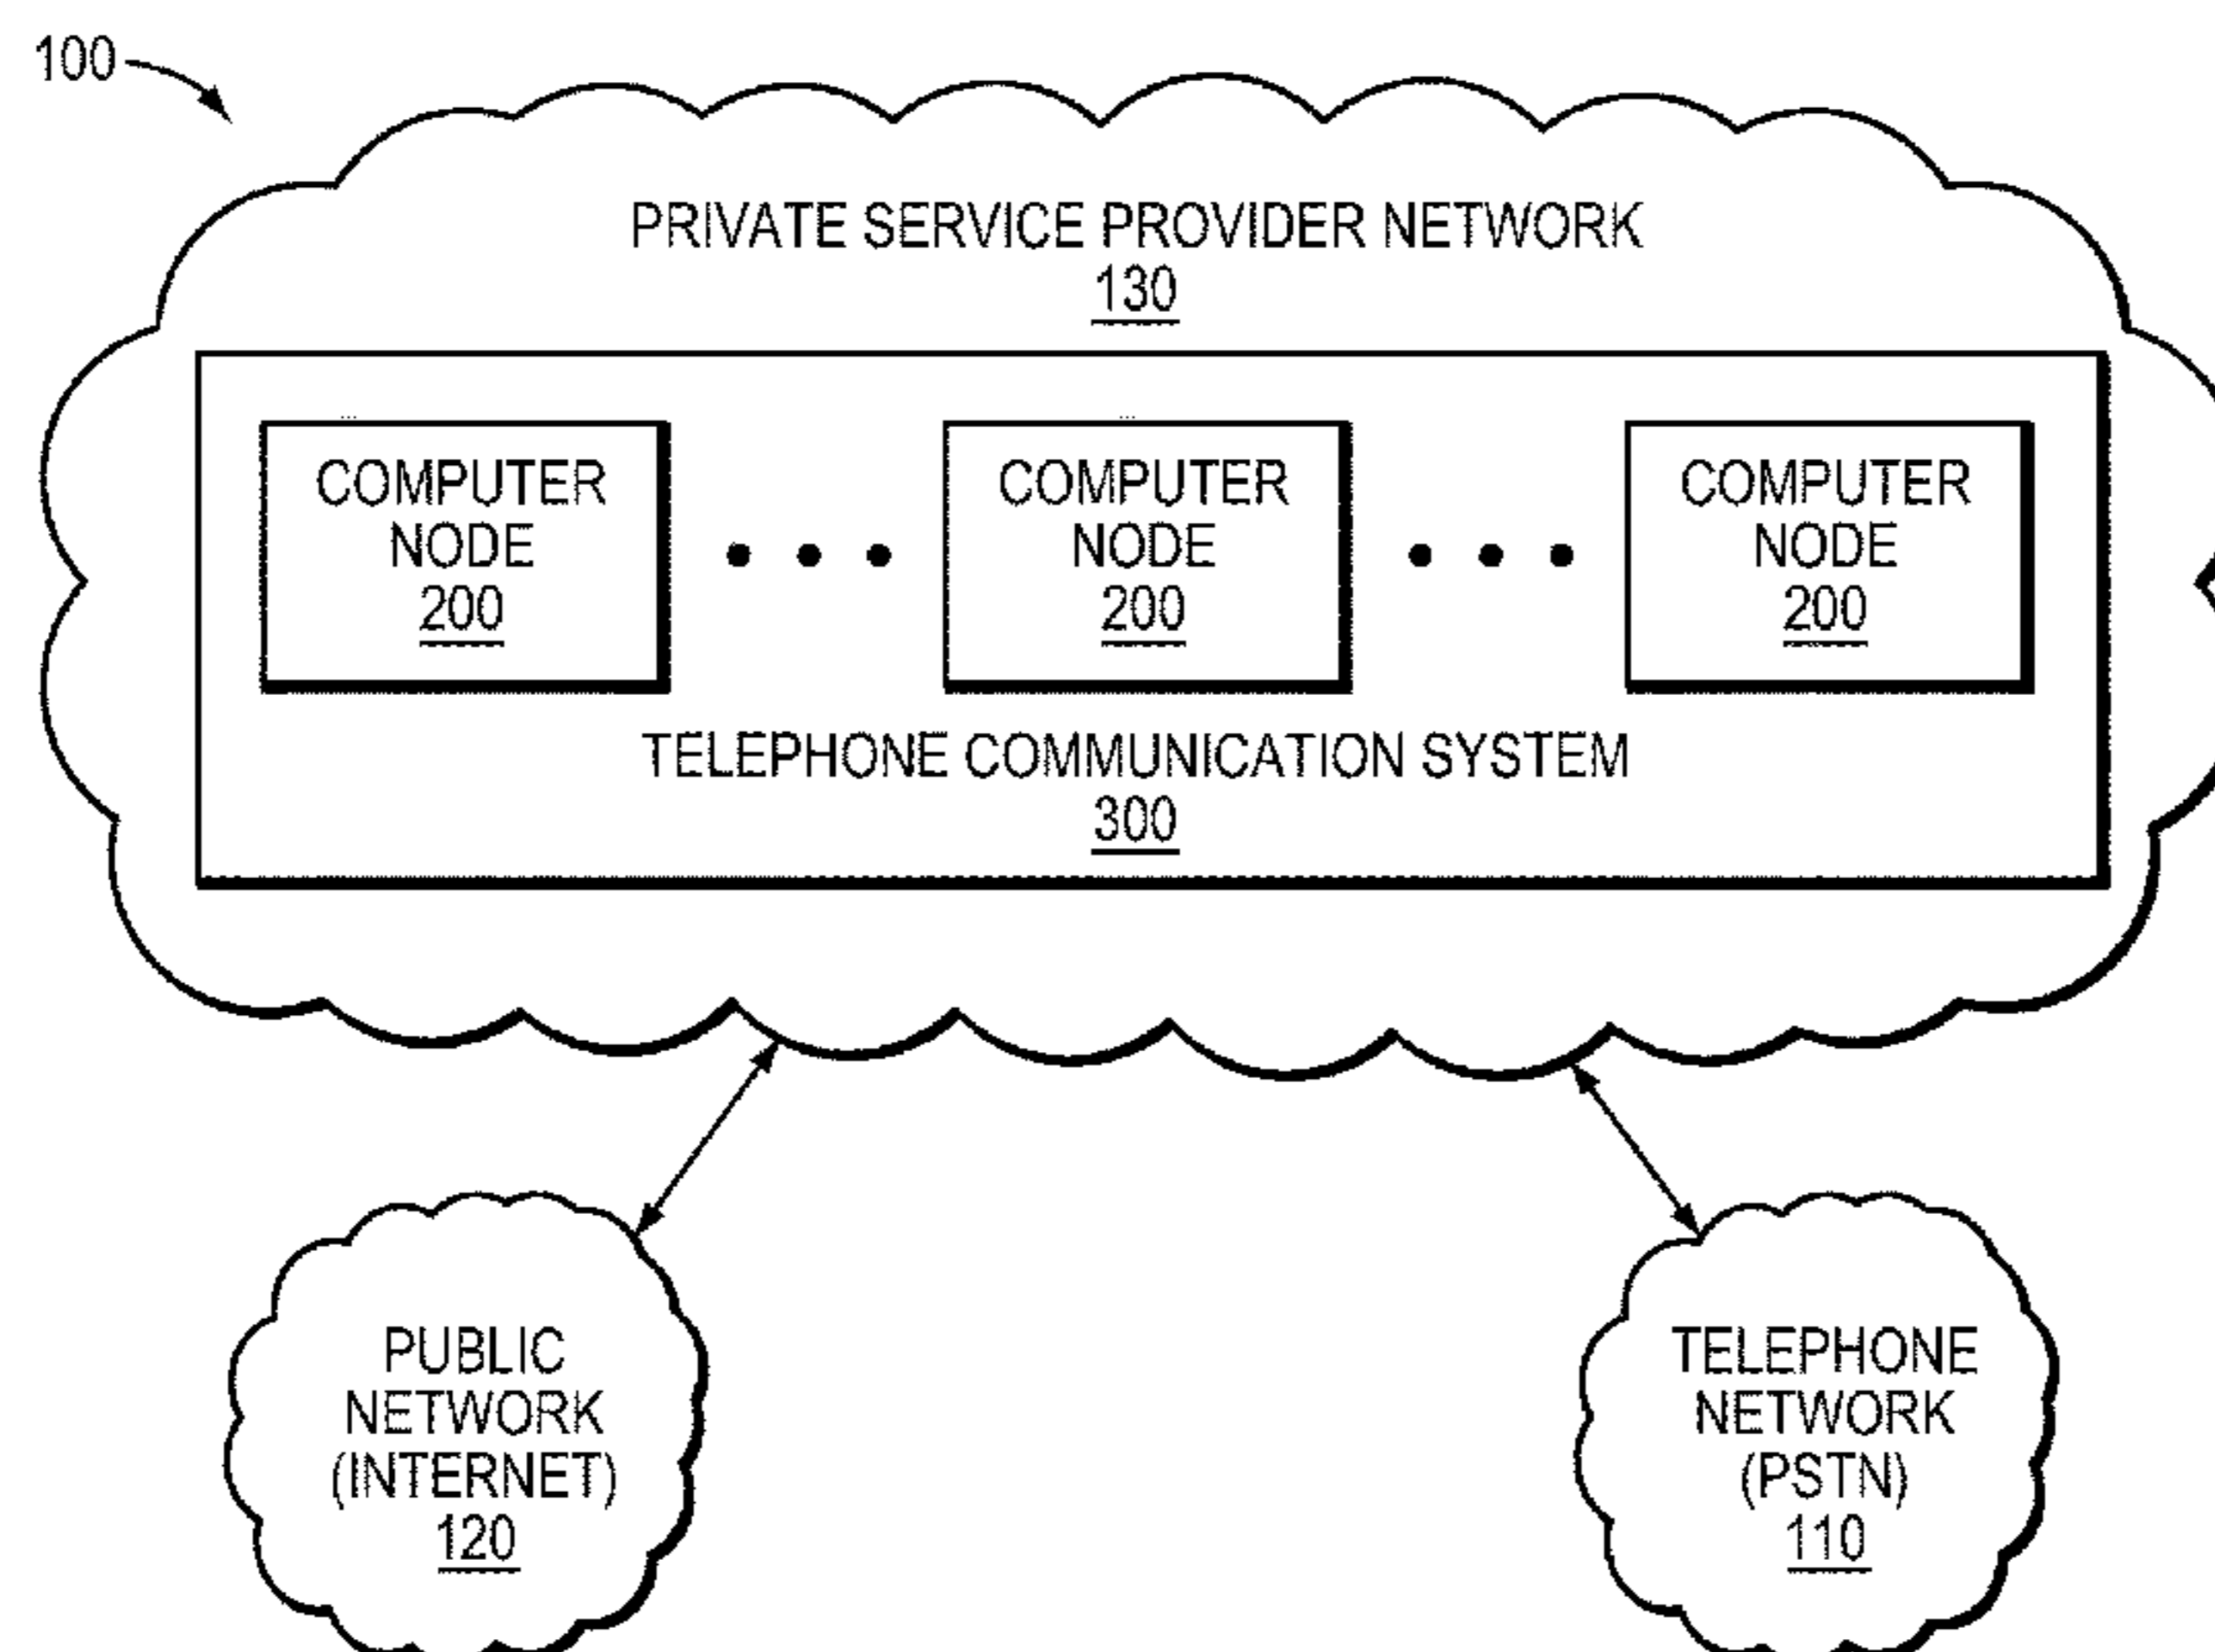 100
PRIVATE SERVICE PROVIDER NETWORK
130
COMPUTER
NODE
200
COMPUTER
NODE
200
COMPUTER
NODE
200
TELEPHONE COMMUNICATION SYSTEM
300
PUBLIC
NETWORK
(INTERNET)
120
TELEPHONE
NETWORK
(PSTN)
110